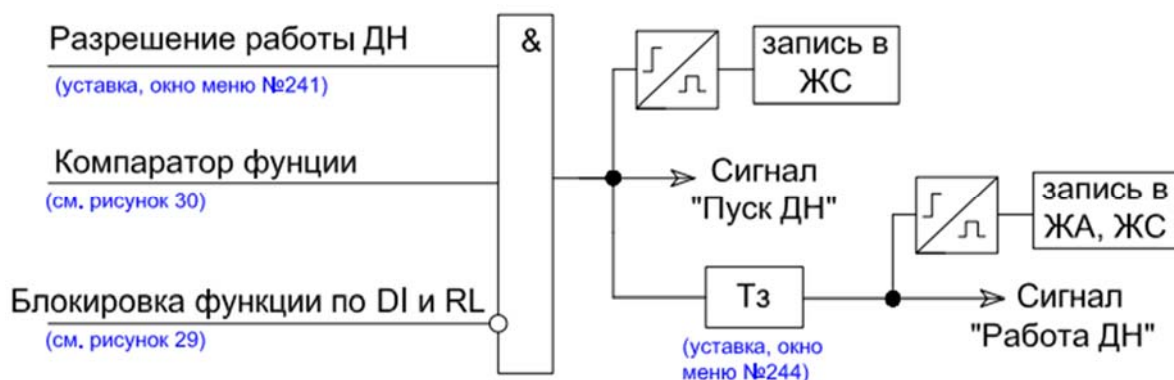 Разрешение работы ДН
(уставка, окно меню №241)
Компаратор фунции
(см. рисунок 30)
Блокировка функции по DI и RL
(см. рисунок 29)
&
запись в
ЖС
Сигнал
"Пуск ДН"
Тз
(уставка, окно
меню №244)
запись в
ЖА, ЖС
Сигнал
"Работа ДН"